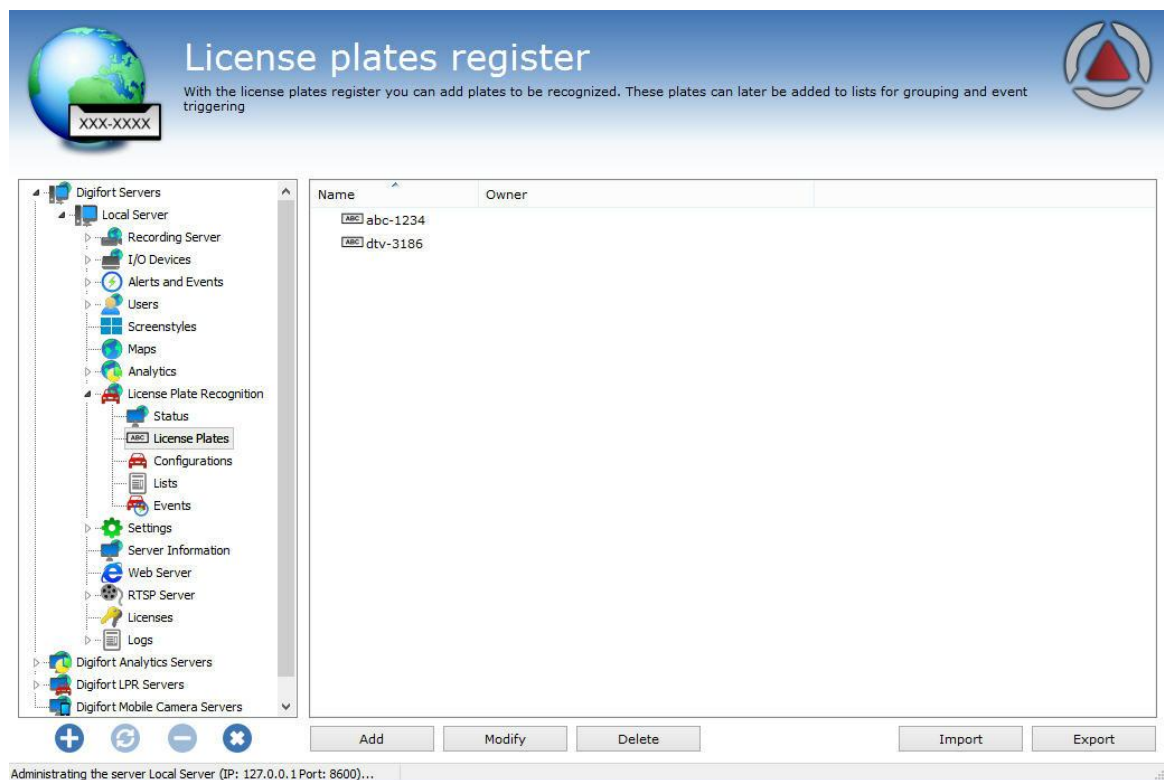 License plates register
With the license plates register you can add plates to be recognized. These plates can later be added to lists for grouping and event
triggering
XXX-XXXX
Digifort Servers
Local Server
Recording Server
I/O Devices
Alerts and Events
Users
Screenstyles
Maps
Analytics
License Plate Recognition
Status
ABC License Plates
Configurations
Lists
Events
Settings
Server Information
Web Server
RTSP Server
Licenses
Logs
Digifort Analytics Servers
Digifort LPR Servers
Digifort Mobile Camera Servers
Name Owner
ABC abc-1234
ABC dtv-3186
Add Modify Delete Import Export
Administrating the server Local Server (IP: 127.0.0.1 Port: 8600)...